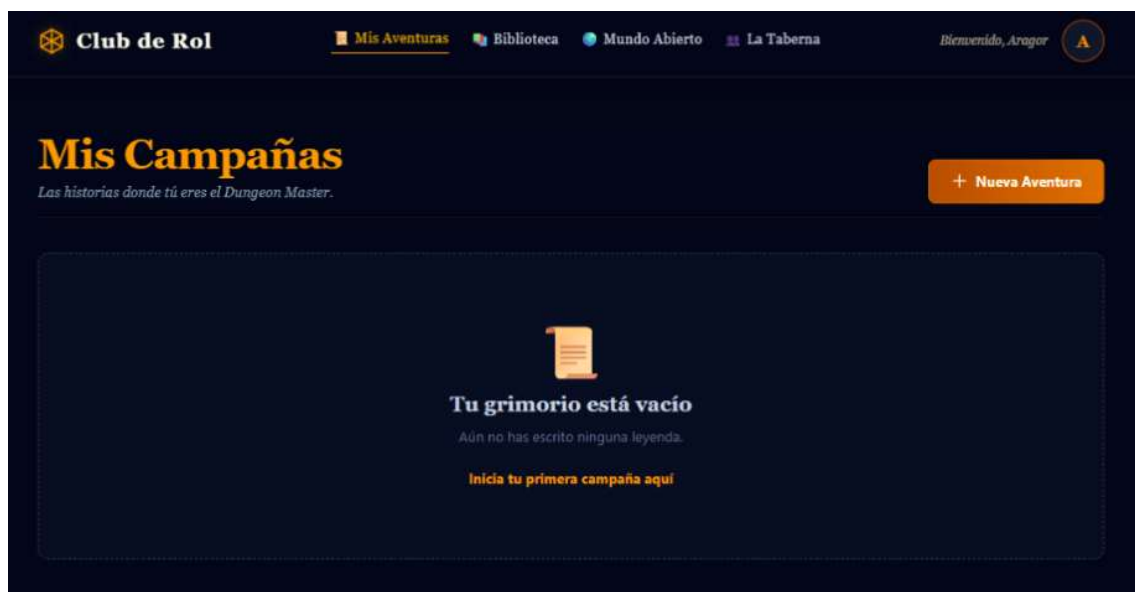 Club de Rol
Mis Aventuras
Biblioteca
Mundo Abierto
La Taberna
Bienvenido, Aragor
A
Mis Campañas
Las historias donde tú eres el Dungeon Master.
+ Nueva Aventura
Tu grimorio está vacío
Aún no has escrito ninguna leyenda.
Inicia tu primera campaña aquí